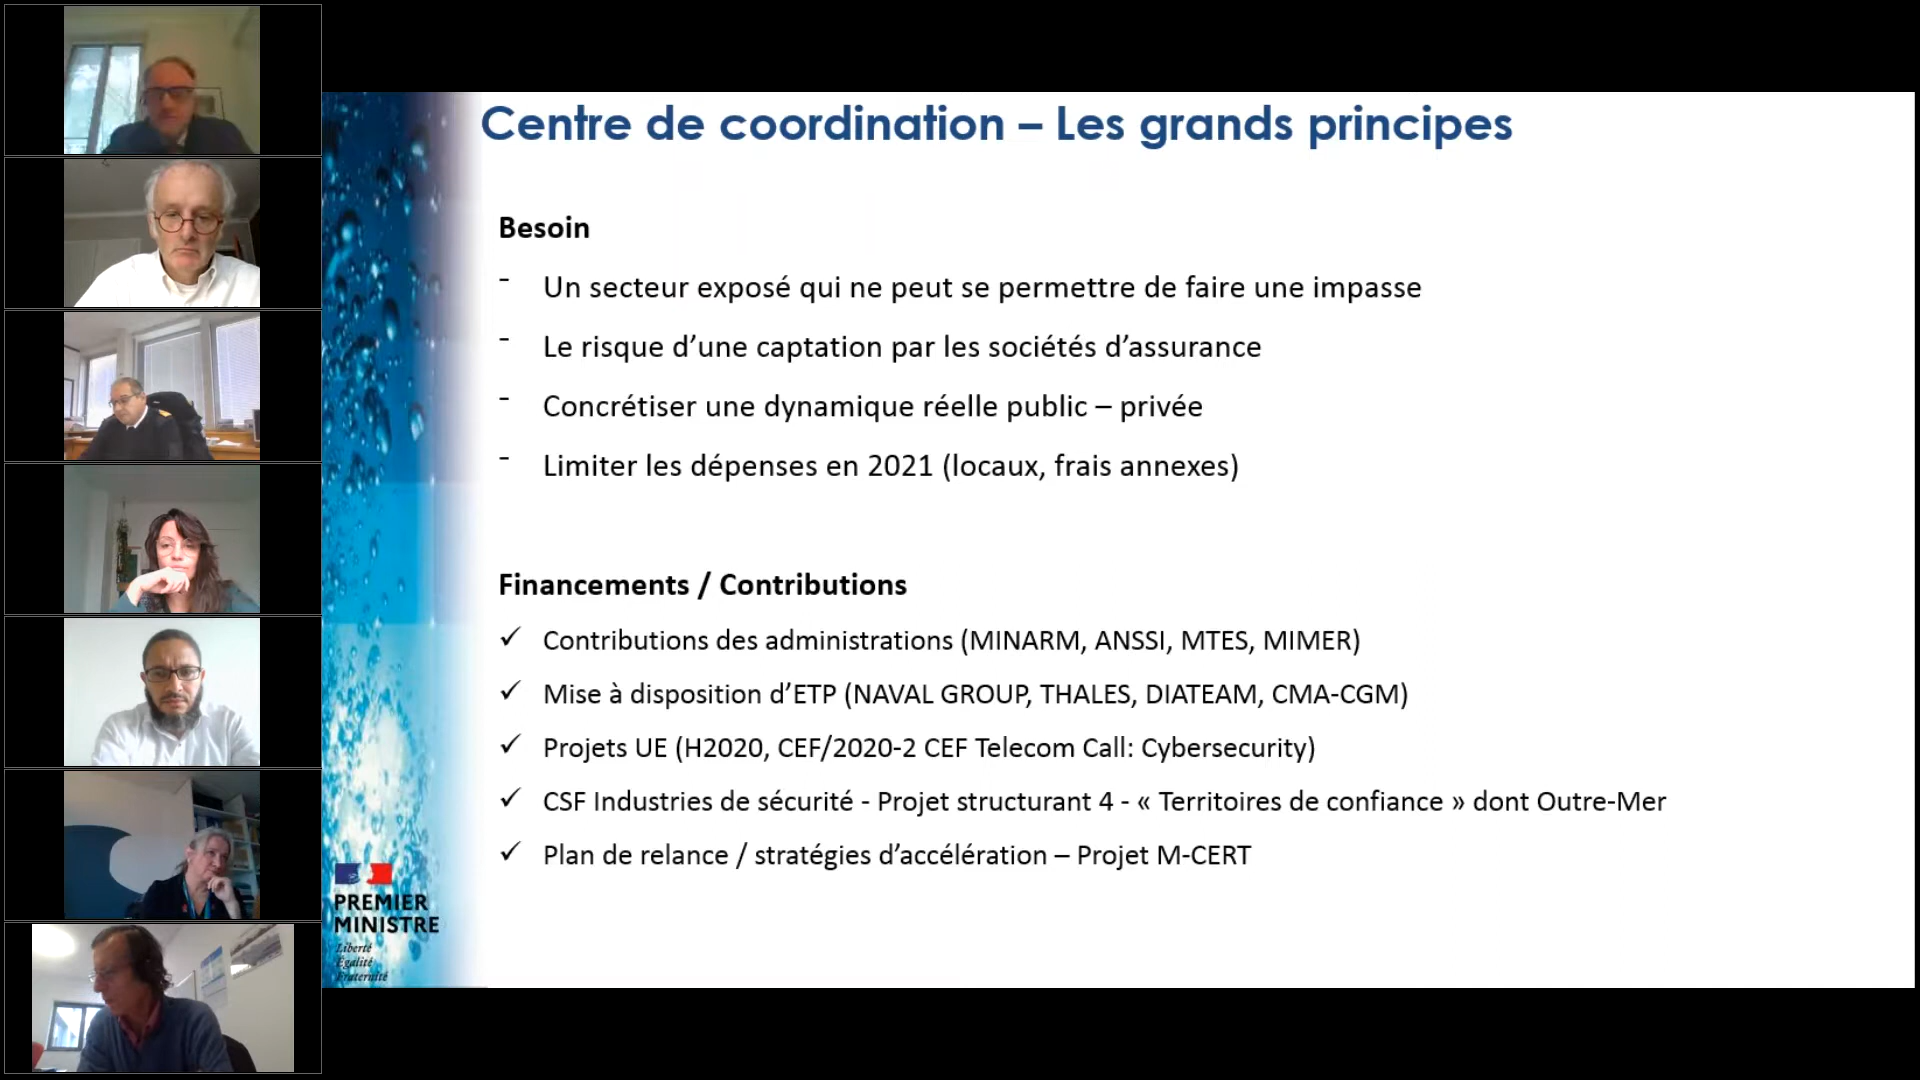 Centre de coordination – Les grands principes
Besoin
- Un secteur exposé qui ne peut se permettre de faire une impasse
- Le risque d’une captation par les sociétés d’assurance
- Concrétiser une dynamique réelle public – privée
- Limiter les dépenses en 2021 (locaux, frais annexes)
Financements / Contributions
✓ Contributions des administrations (MINARM, ANSSI, MTES, MIMER)
✓ Mise à disposition d’ETP (NAVAL GROUP, THALES, DIATEAM, CMA-CGM)
✓ Projets UE (H2020, CEF/2020-2 CEF Telecom Call: Cybersecurity)
✓ CSF Industries de sécurité - Projet structurant 4 - « Territoires de confiance » dont Outre-Mer
✓ Plan de relance / stratégies d’accélération – Projet M-CERT
PREMIER
MINISTRE
Liberté
Égalité
Fraternité